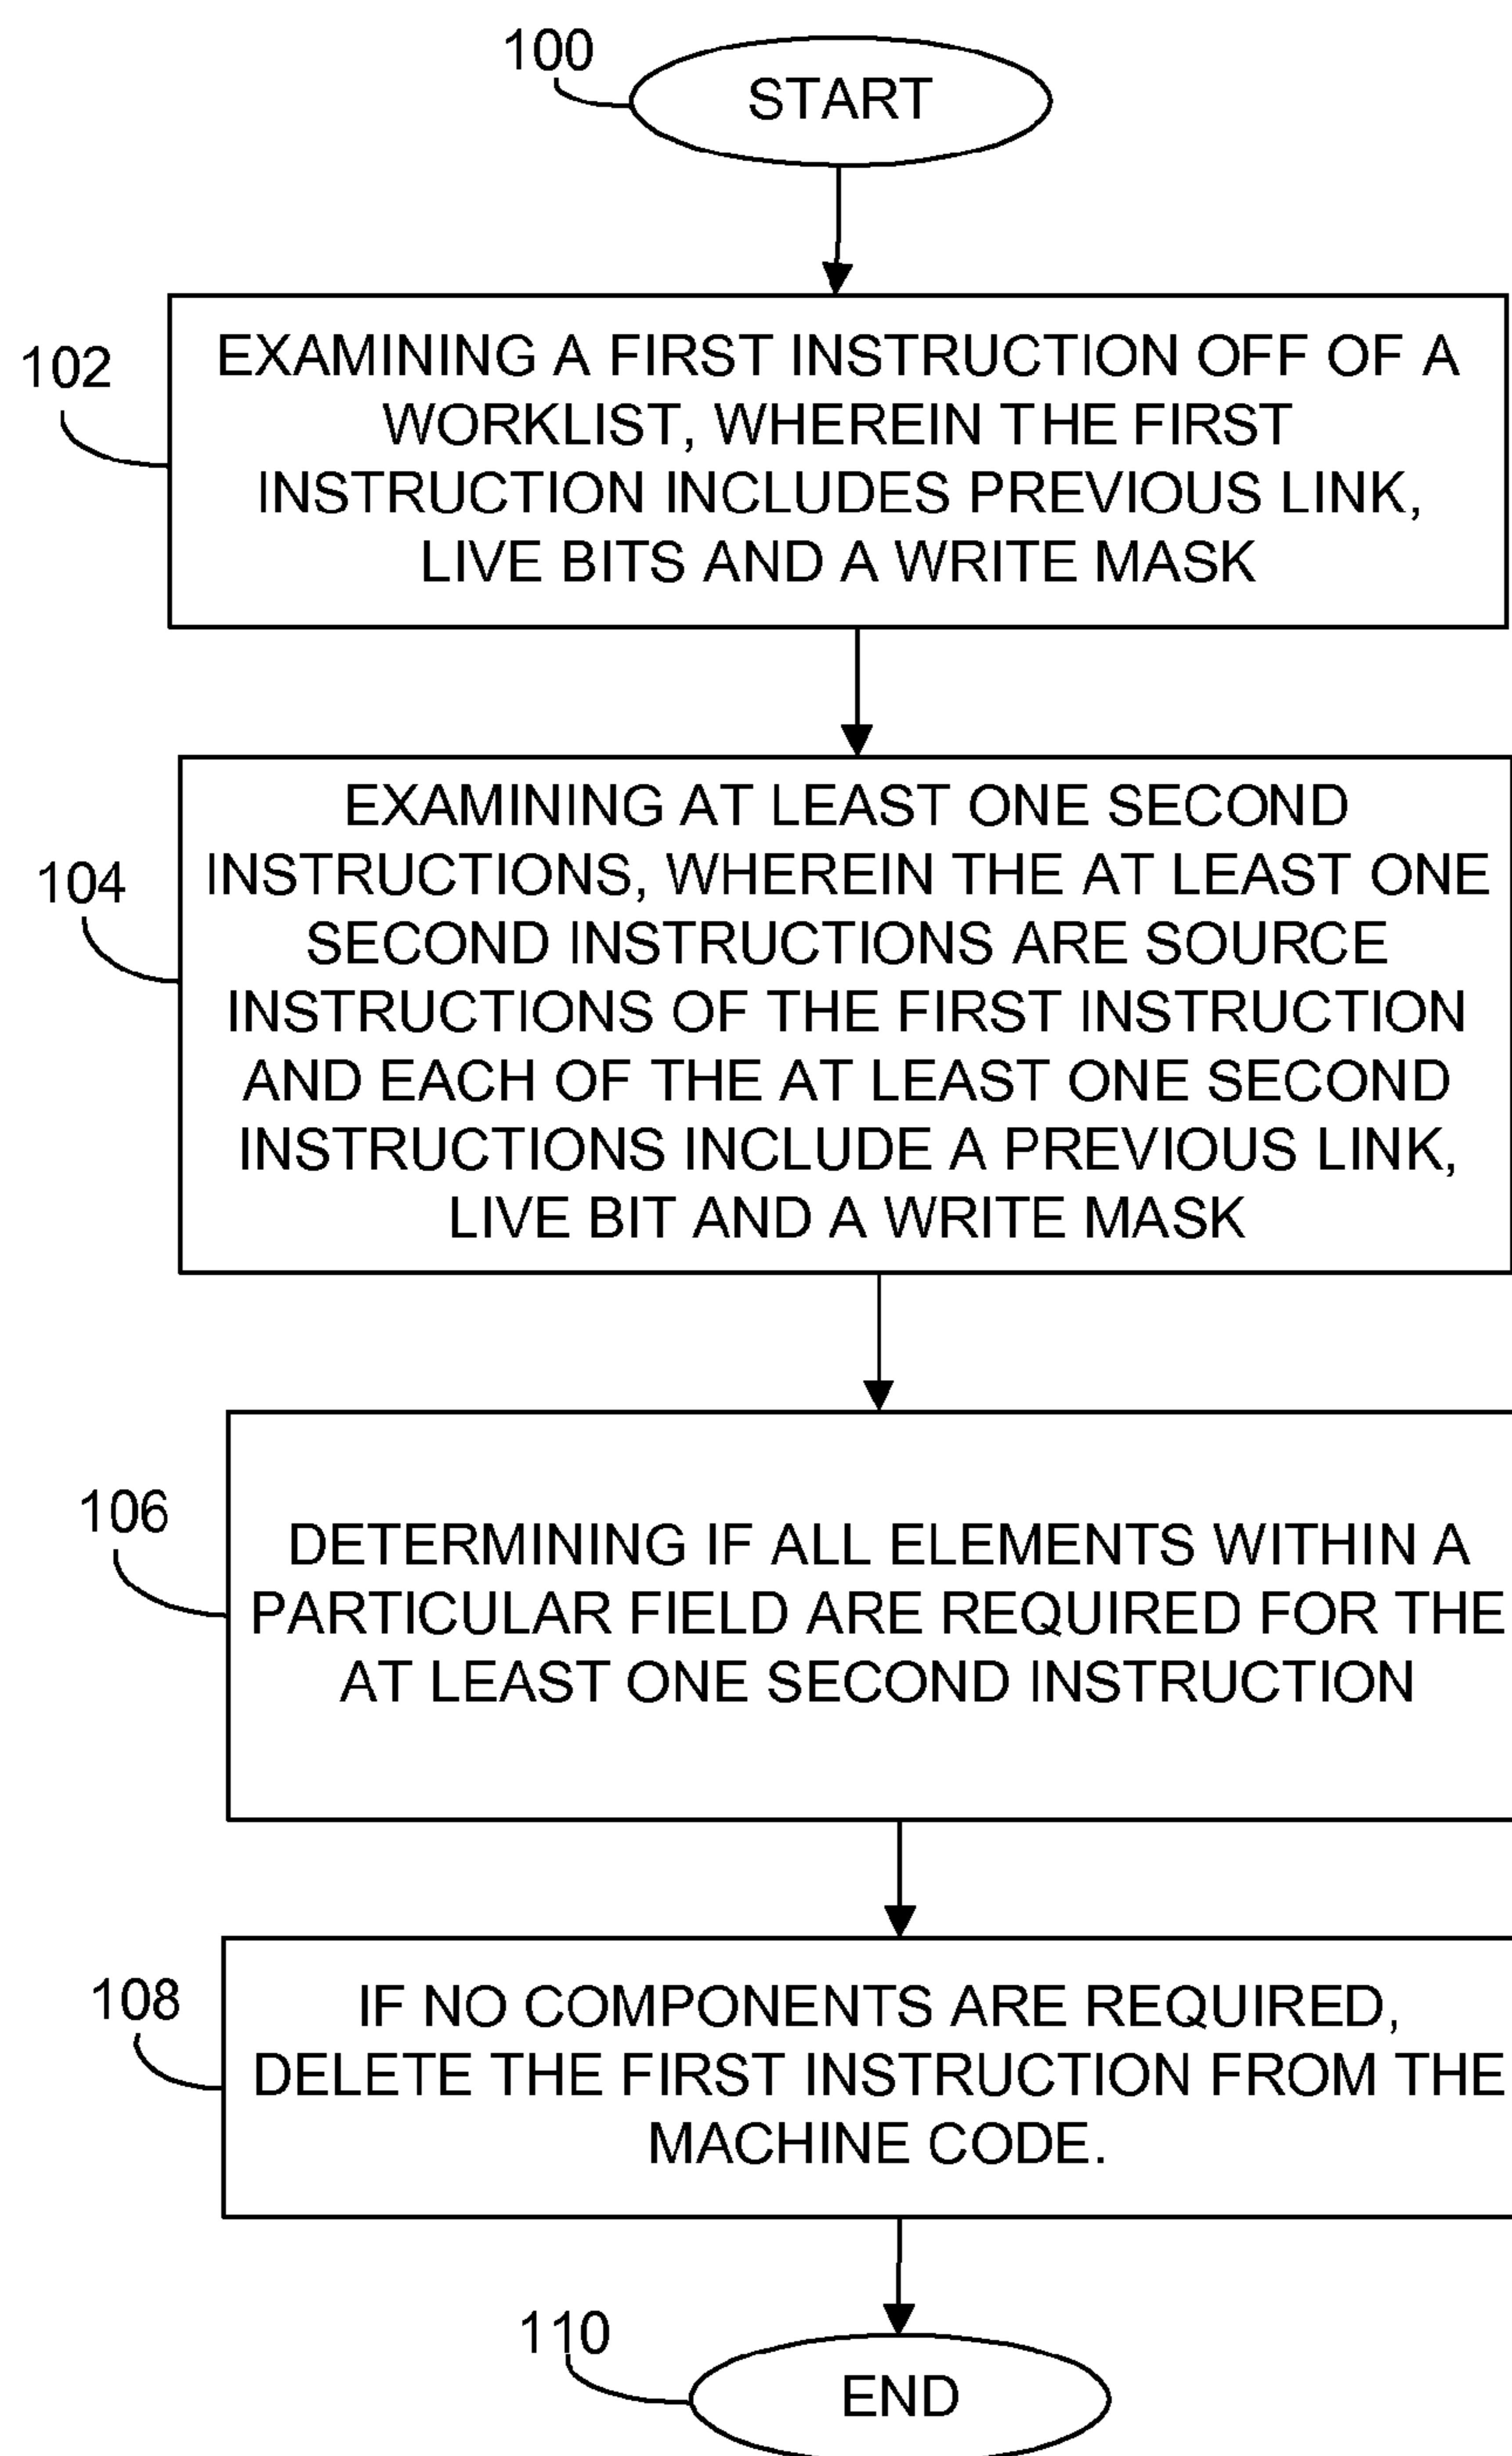 100
START
102
EXAMINING A FIRST INSTRUCTION OFF OF A
WORKLIST, WHEREIN THE FIRST
INSTRUCTION INCLUDES PREVIOUS LINK,
LIVE BITS AND A WRITE MASK
104
EXAMINING AT LEAST ONE SECOND
INSTRUCTIONS, WHEREIN THE AT LEAST ONE
SECOND INSTRUCTIONS ARE SOURCE
INSTRUCTIONS OF THE FIRST INSTRUCTION
AND EACH OF THE AT LEAST ONE SECOND
INSTRUCTIONS INCLUDE A PREVIOUS LINK,
LIVE BIT AND A WRITE MASK
106
DETERMINING IF ALL ELEMENTS WITHIN A
PARTICULAR FIELD ARE REQUIRED FOR THE
AT LEAST ONE SECOND INSTRUCTION
108
IF NO COMPONENTS ARE REQUIRED,
DELETE THE FIRST INSTRUCTION FROM THE
MACHINE CODE.
110
END